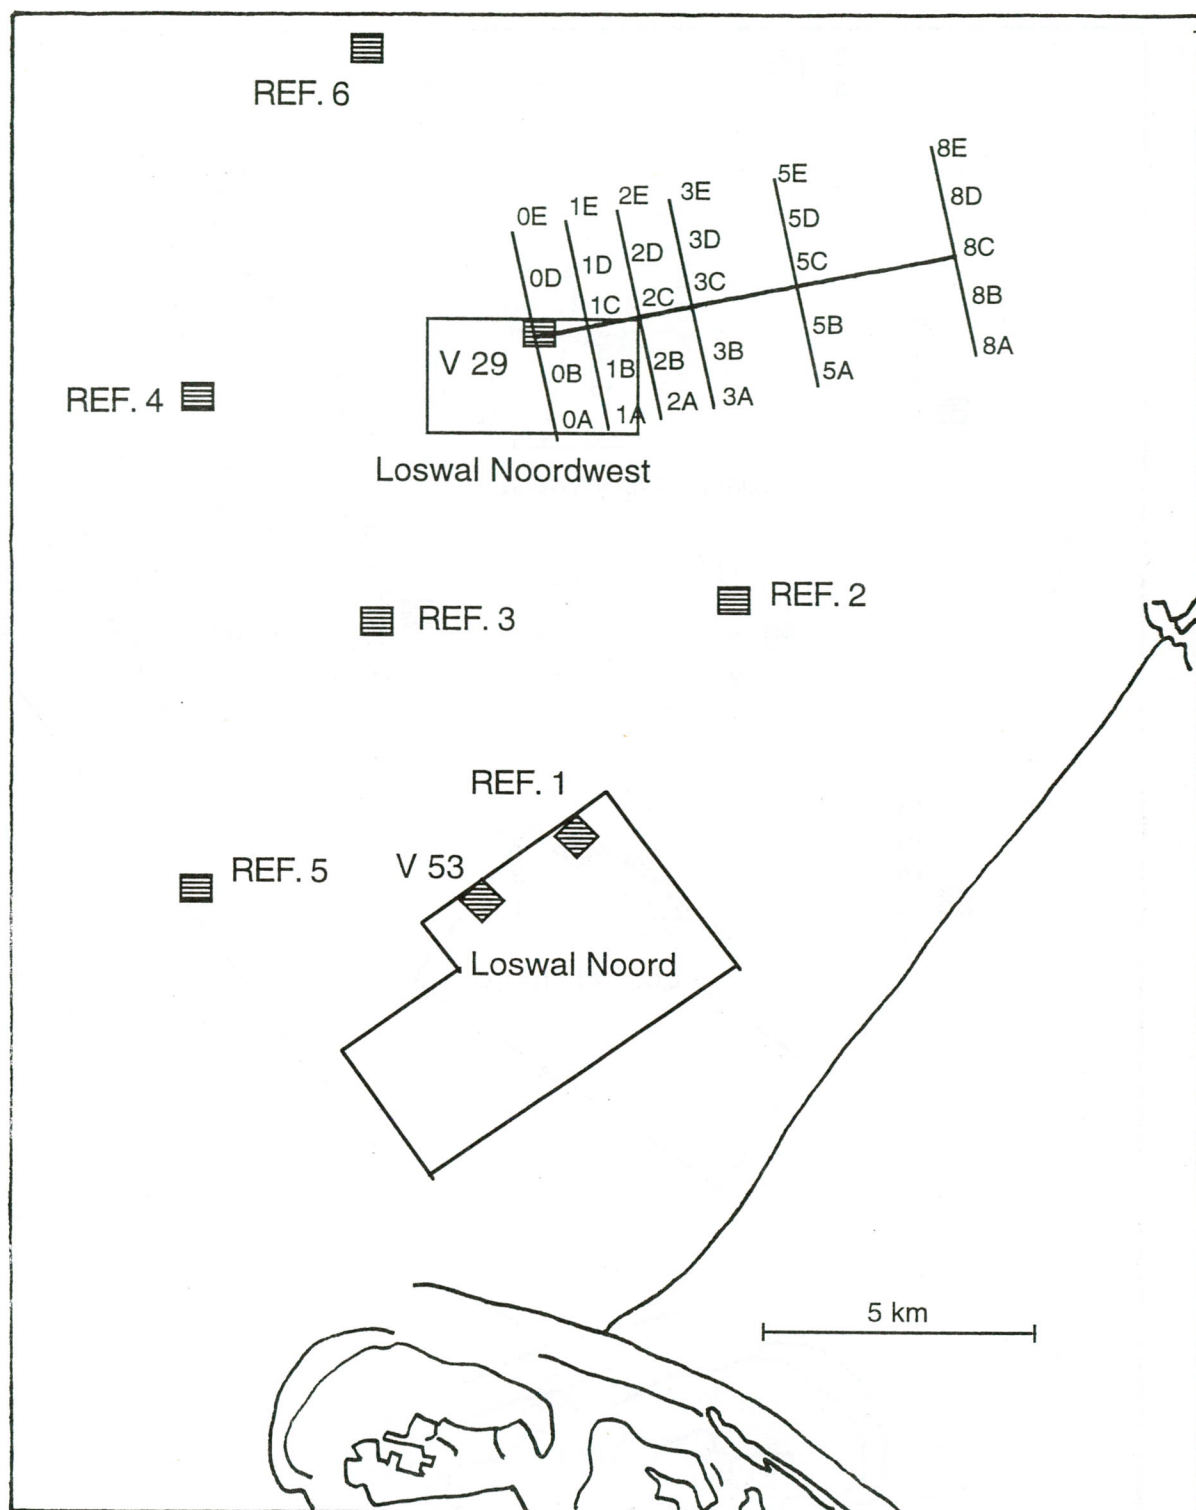 REF. 6
8E
8D
8C
8B
8A
5E
5D
5C
5B
5A
3E
3D
3C
3B
3A
2E
2D
2C
2B
2A
1E
1D
1C
1B
1A
0E
0D
0B
0A
V 29
REF. 4
Loswal Noordwest
REF. 2
REF. 3
REF. 1
V 53
REF. 5
Loswal Noord
5 km